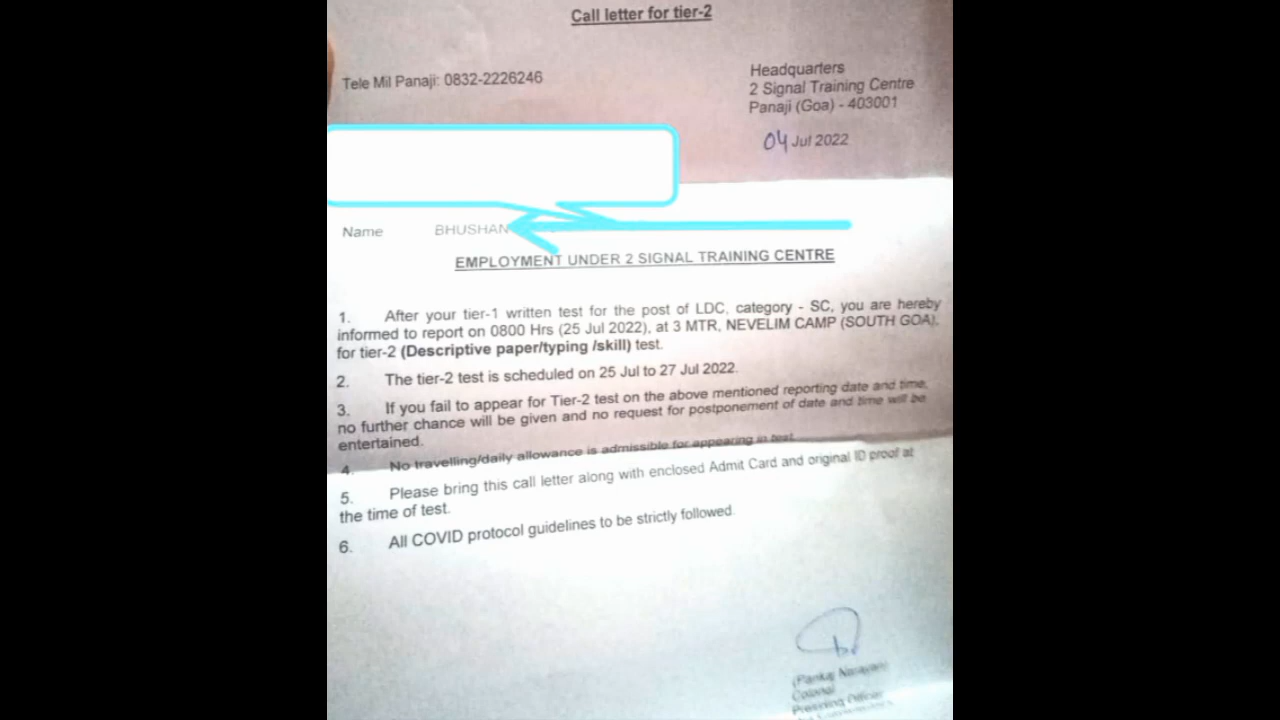 Call letter for tier-2
Tele Mil Panaji: 0832-2226246
Headquarters
2 Signal Training Centre
Panaji (Goa) - 403001
04 Jul 2022
Name BHUSHAN
EMPLOYMENT UNDER 2 SIGNAL TRAINING CENTRE
1. After your tier-1 written test for the post of LDC, category - SC, you are hereby
informed to report on 0800 Hrs (25 Jul 2022), at 3 MTR, NEVELIM CAMP (SOUTH GOA),
for tier-2 (Descriptive paper/typing /skill) test.
2. The tier-2 test is scheduled on 25 Jul to 27 Jul 2022.
3. If you fail to appear for Tier-2 test on the above mentioned reporting date and time,
no further chance will be given and no request for postponement of date and time will be
entertained.
4. No travelling/daily allowance is admissible for appearing in test.
5. Please bring this call letter along with enclosed Admit Card and original ID proof at
the time of test.
6. All COVID protocol guidelines to be strictly followed.
(Pankaj Narayan)
Colonel
Presiding Officer